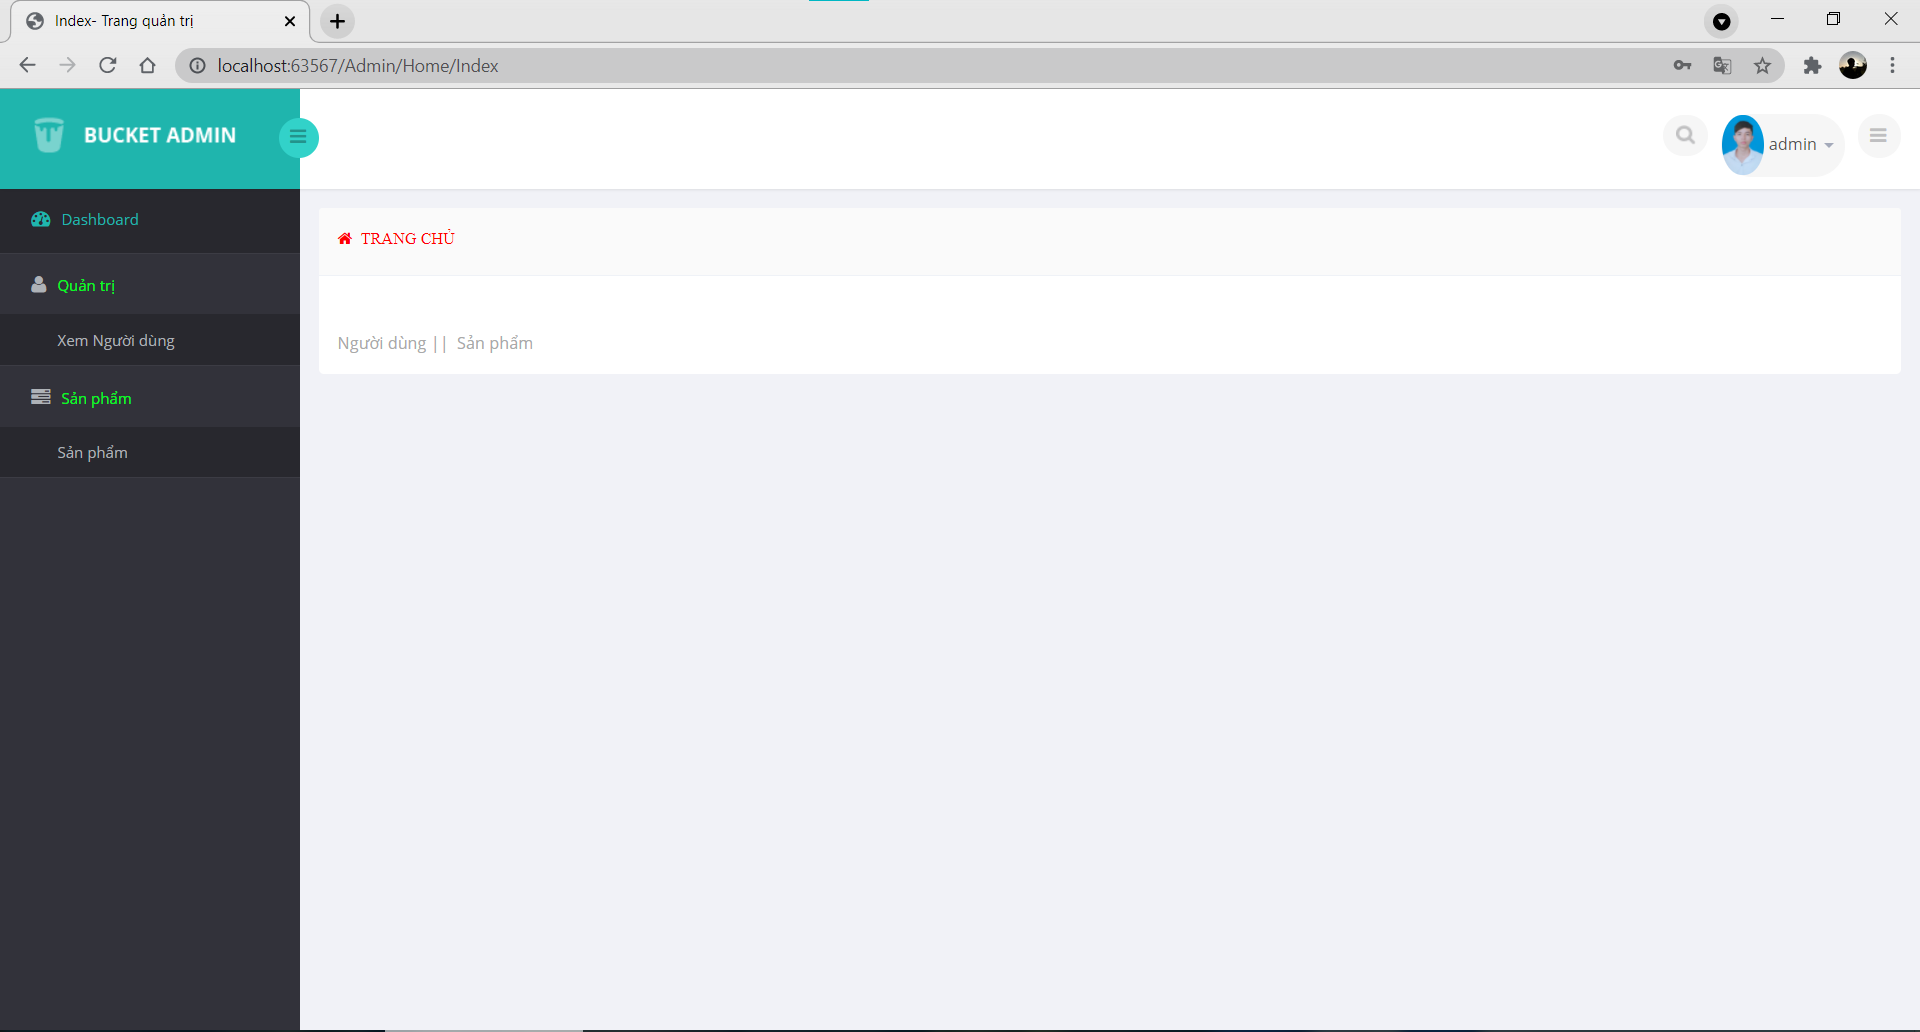 Index- Trang quản trị
localhost:63567/Admin/Home/Index
BUCKET ADMIN
admin
Dashboard
Quản trị
Xem Người dùng
Sản phẩm
Sản phẩm
TRANG CHỦ
Người dùng || Sản phẩm